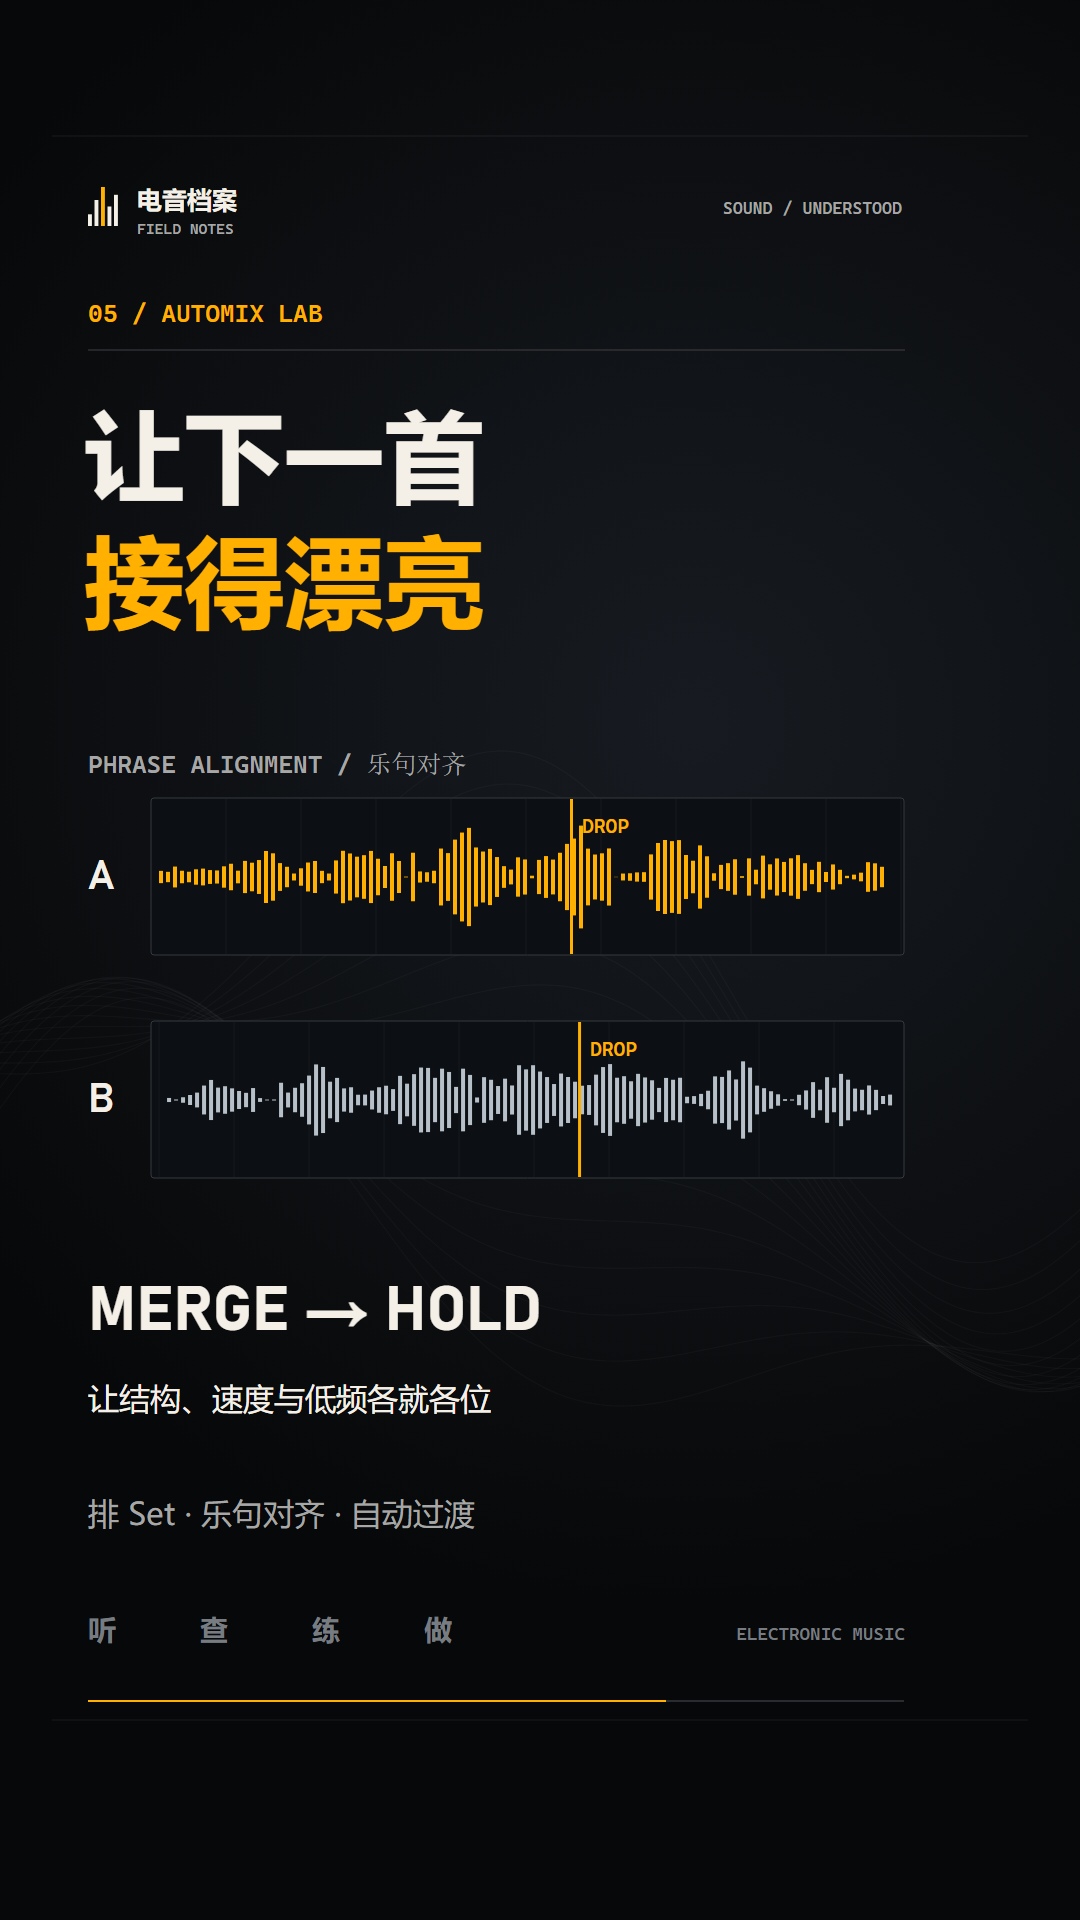 电音档案
FIELD NOTES
SOUND / UNDERSTOOD
05 / AUTOMIX LAB
让下一首
接得漂亮
PHRASE ALIGNMENT / 乐句对齐
DROP
A
DROP
B
MERGE → HOLD
让结构、速度与低频各就各位
排 Set · 乐句对齐 · 自动过渡
听 查 练 做
ELECTRONIC MUSIC